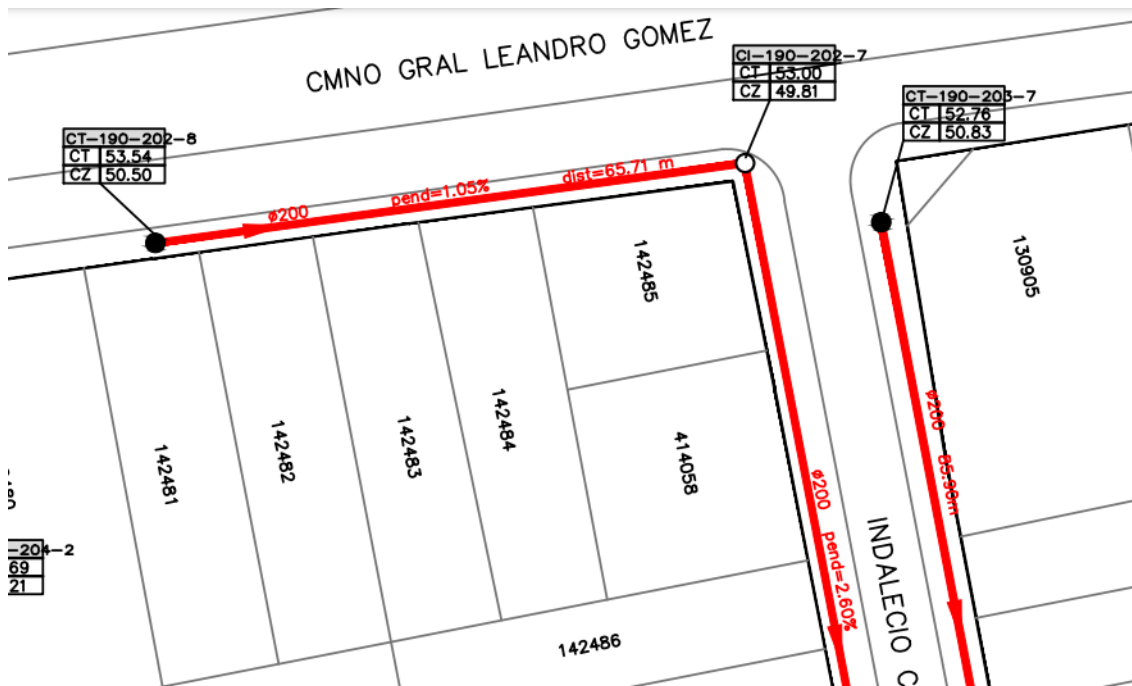 CMNO GRAL LEANDRO GOMEZ
CI-190-202-7
CT 53.00
CZ 49.81
CT-190-203-7
CT 52.76
CZ 50.83
CT-190-202-8
CT 53.54
CZ 50.50
ø200
pend=1.05%
dist=65.71 m
142485
130905
142481
142482
142483
142484
414058
ø200
pend=2.60%
ø200
85.90m
INDALECIO C
-204-2
69
21
142486